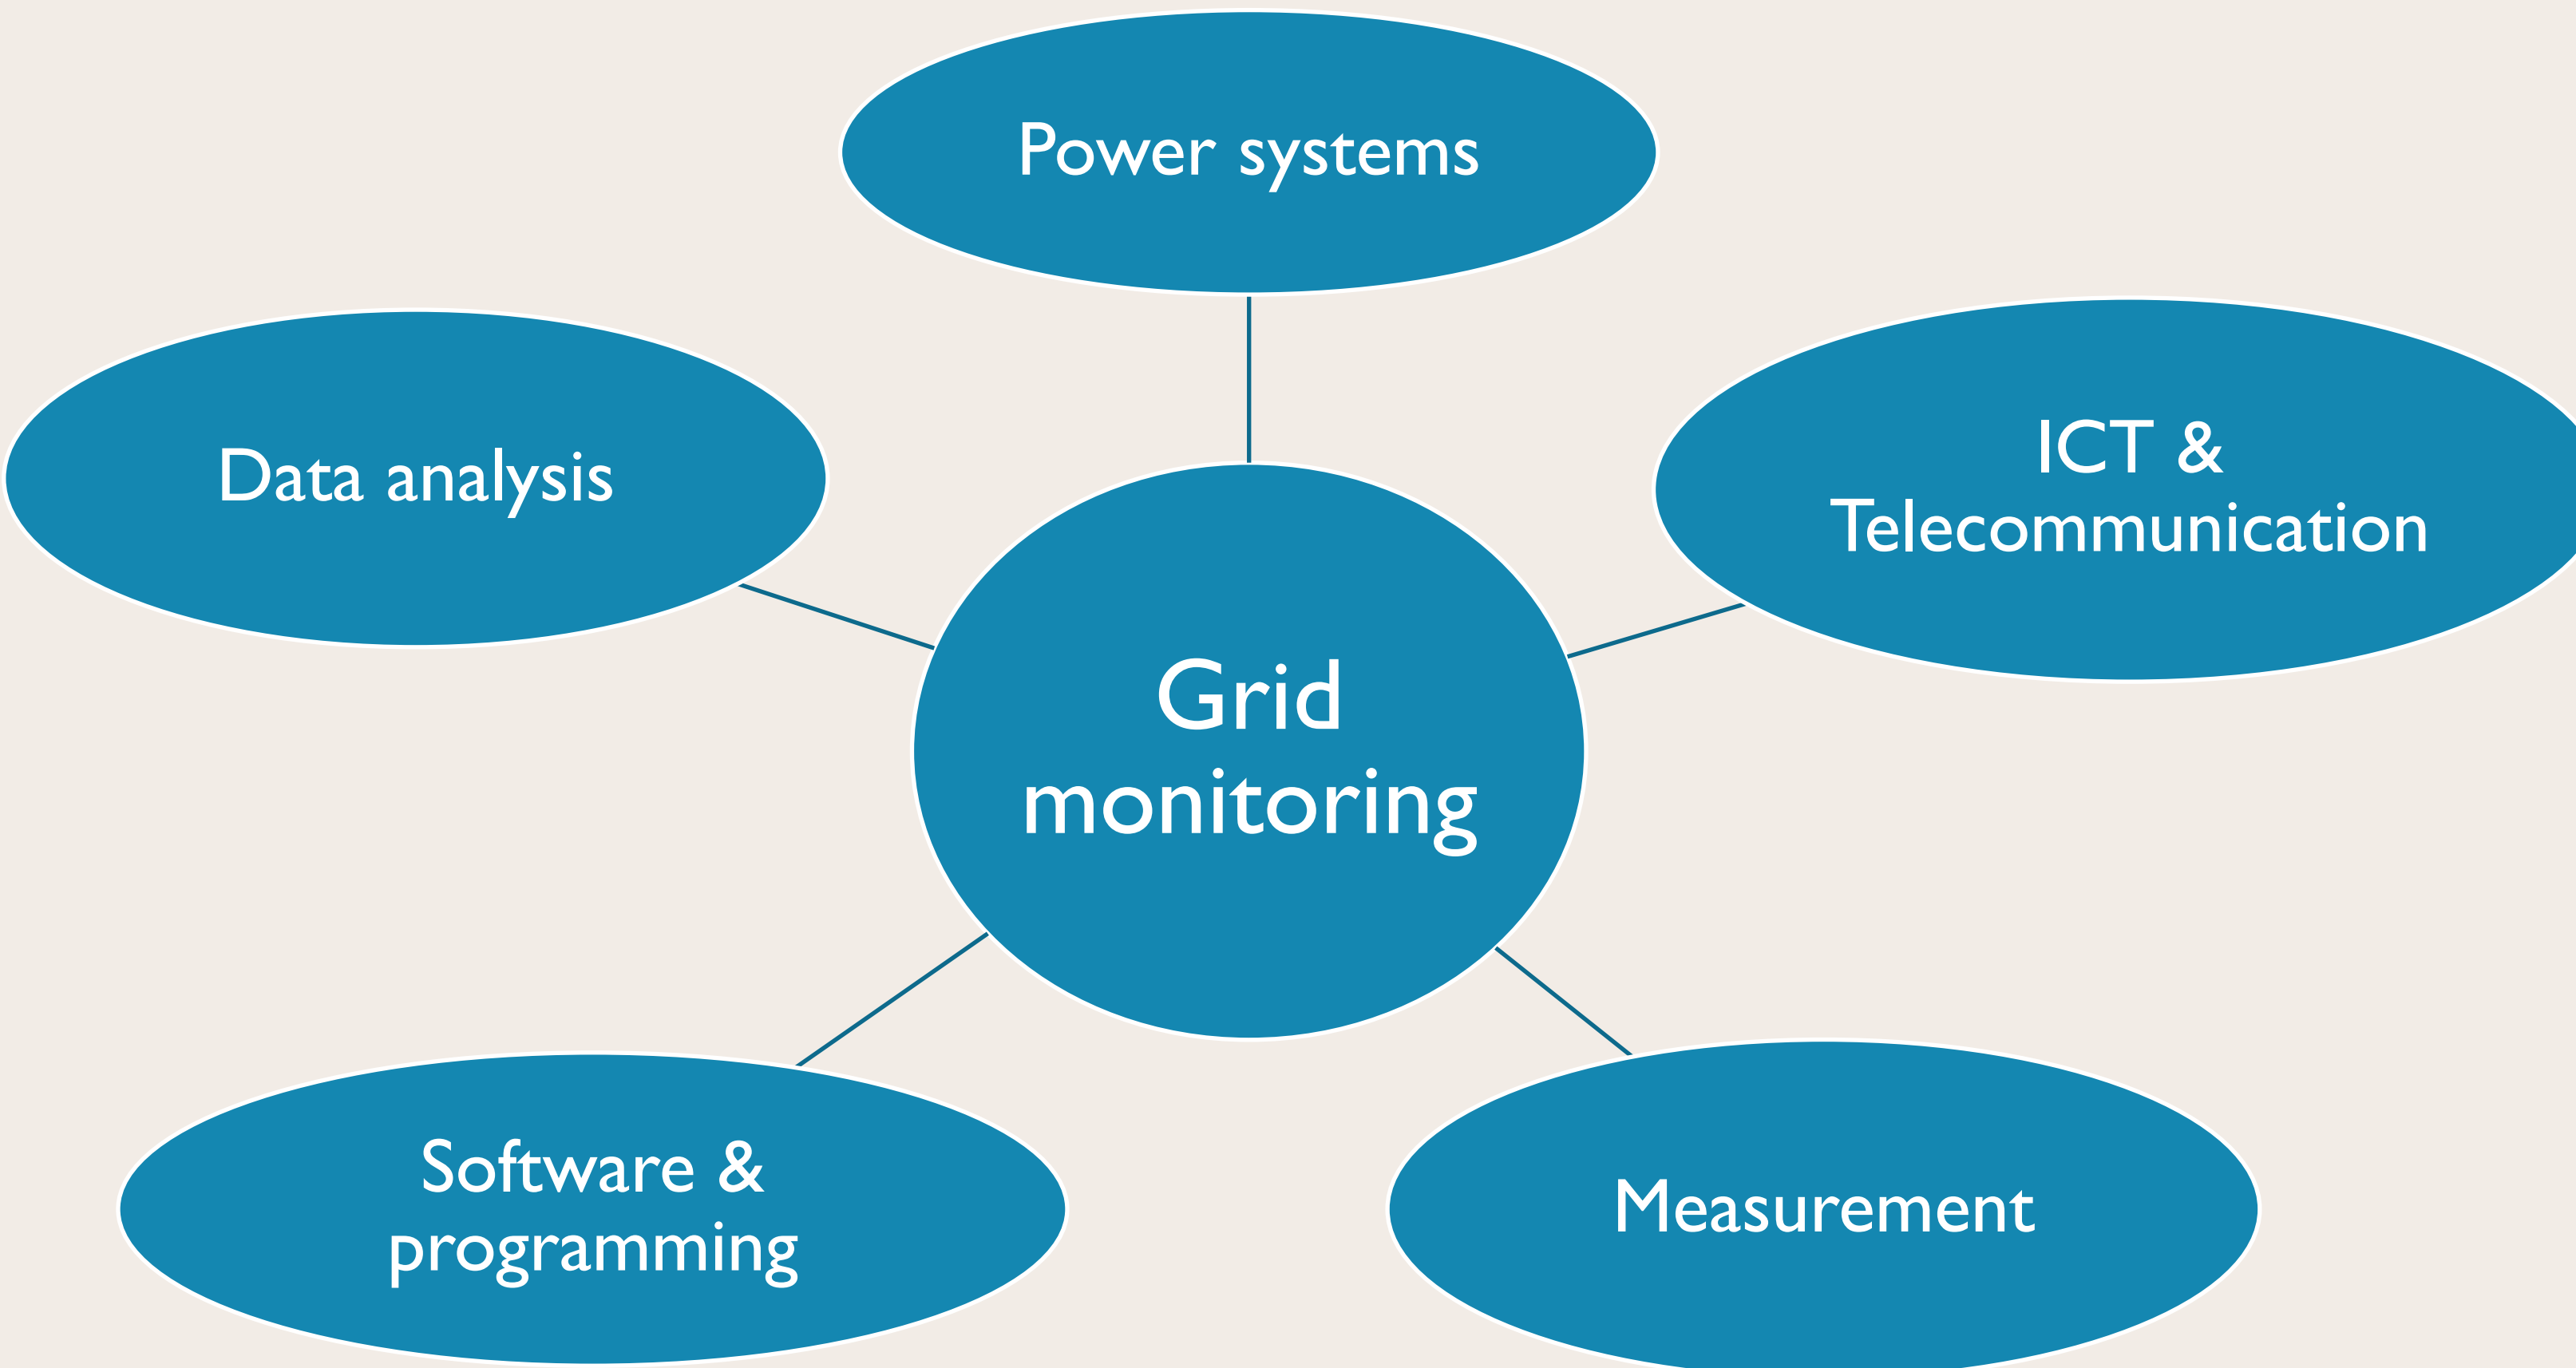 Power systems
Data analysis
ICT &
Telecommunication
Grid
monitoring
Software &
programming
Measurement